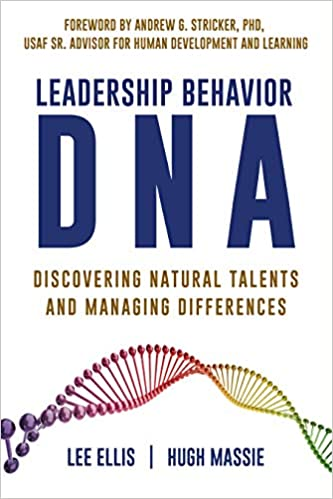 FOREWORD BY ANDREW G. STRICKER, PHD,
USAF SR. ADVISOR FOR HUMAN DEVELOPMENT AND LEARNING
LEADERSHIP BEHAVIOR
DNA
DISCOVERING NATURAL TALENTS
AND MANAGING DIFFERENCES
LEE ELLIS | HUGH MASSIE